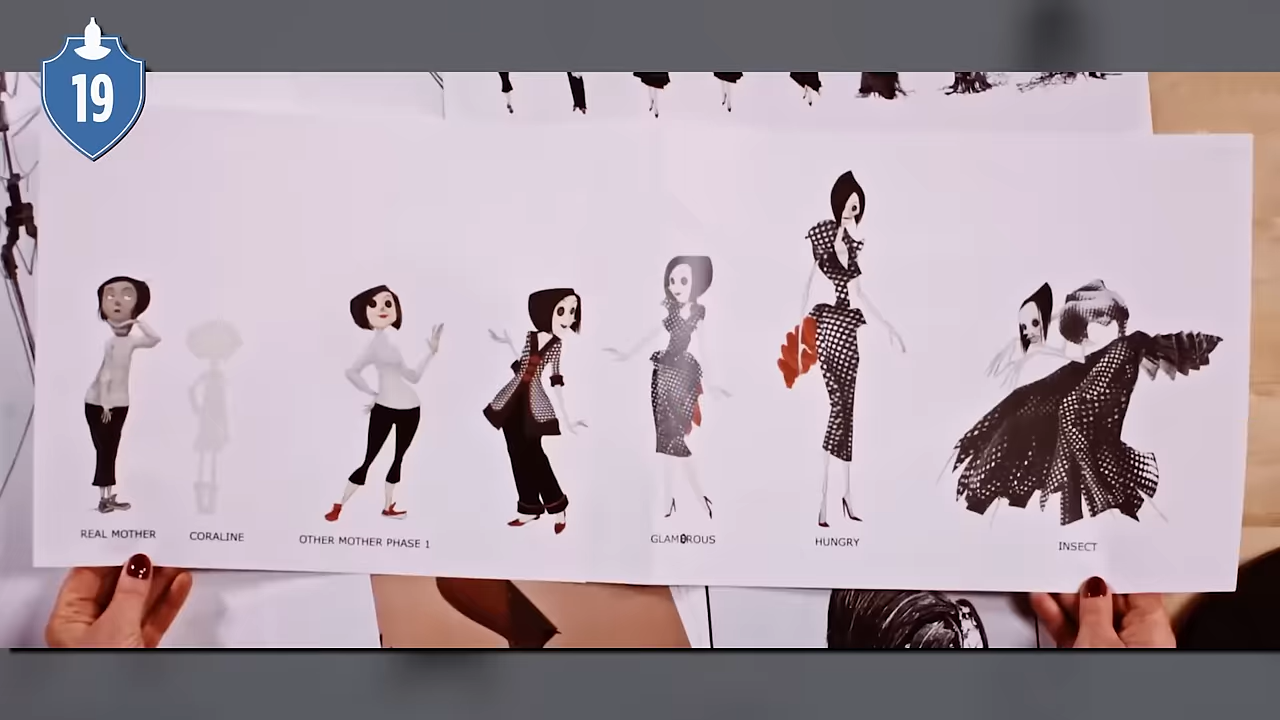 19
REAL MOTHER
CORALINE
OTHER MOTHER PHASE 1
GLAMOROUS
HUNGRY
INSECT